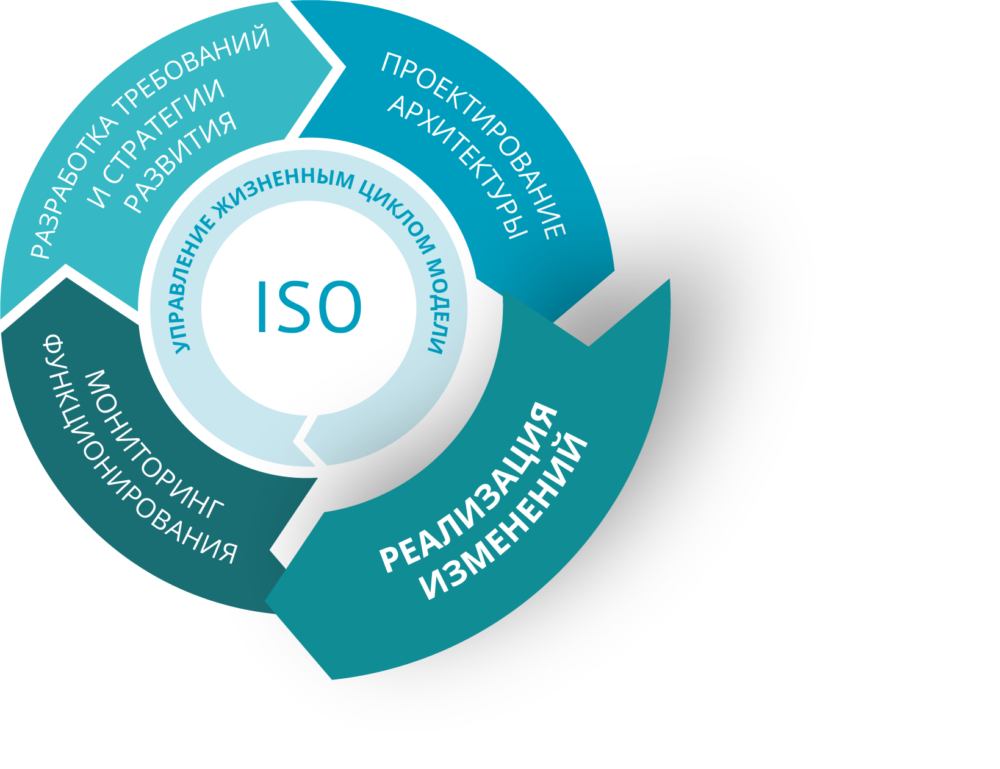 РАЗРАБОТКА ТРЕБОВАНИЙ
И СТРАТЕГИИ
РАЗВИТИЯ
ПРОЕКТИРОВАНИЕ
АРХИТЕКТУРЫ
УПРАВЛЕНИЕ ЖИЗНЕННЫМ ЦИКЛОМ МОДЕЛИ
ISO
РЕАЛИЗАЦИЯ
ИЗМЕНЕНИЙ
МОНИТОРИНГ
ФУНКЦИОНИРОВАНИЯ